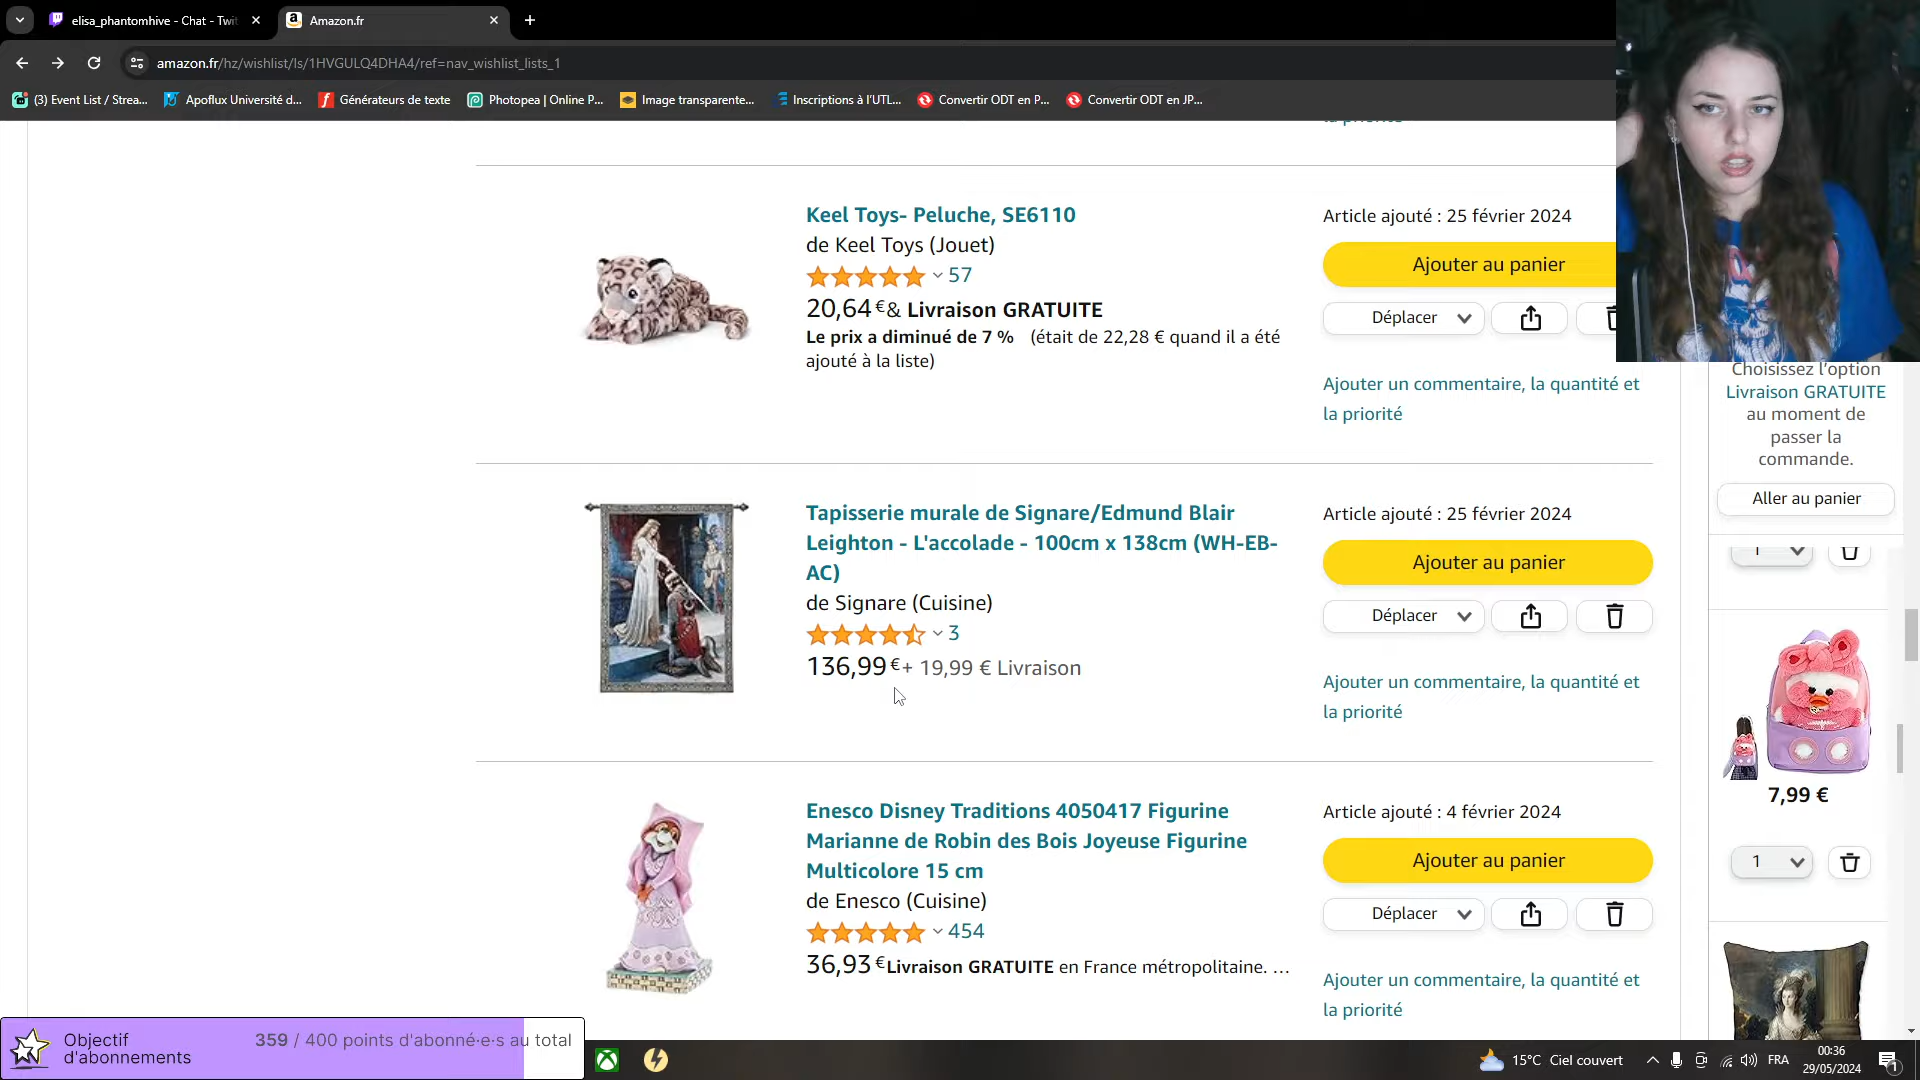 elisa_phantomhive - Chat - Twi
Amazon.fr
amazon.fr/hz/wishlist/ls/1HVGULQ4DHA4/ref=nav_wishlist_lists_1
(3) Event List / Strea...
Apoflux Université d...
Générateurs de texte
Photopea | Online P...
Image transparente...
Inscriptions à l'UTL...
Convertir ODT en P...
Convertir ODT en JP...
la priorité
Keel Toys- Peluche, SE6110
de Keel Toys (Jouet)
57
20,64 € & Livraison GRATUITE
Le prix a diminué de 7 % (était de 22,28 € quand il a été
ajouté à la liste)
Article ajouté : 25 février 2024
Ajouter au panier
Déplacer
Ajouter un commentaire, la quantité et
la priorité
Tapisserie murale de Signare/Edmund Blair
Leighton - L'accolade - 100cm x 138cm (WH-EB-
AC)
de Signare (Cuisine)
3
136,99 € + 19,99 € Livraison
Article ajouté : 25 février 2024
Ajouter au panier
Déplacer
Ajouter un commentaire, la quantité et
la priorité
Enesco Disney Traditions 4050417 Figurine
Marianne de Robin des Bois Joyeuse Figurine
Multicolore 15 cm
de Enesco (Cuisine)
454
36,93 € Livraison GRATUITE en France métropolitaine. ...
Article ajouté : 4 février 2024
Ajouter au panier
Déplacer
Ajouter un commentaire, la quantité et
la priorité
Choisissez l'option
Livraison GRATUITE
au moment de
passer la
commande.
Aller au panier
1
7,99 €
1
Objectif
d'abonnements
359 / 400 points d'abonné·e·s au total
15°C Ciel couvert
FRA
00:36
29/05/2024
1